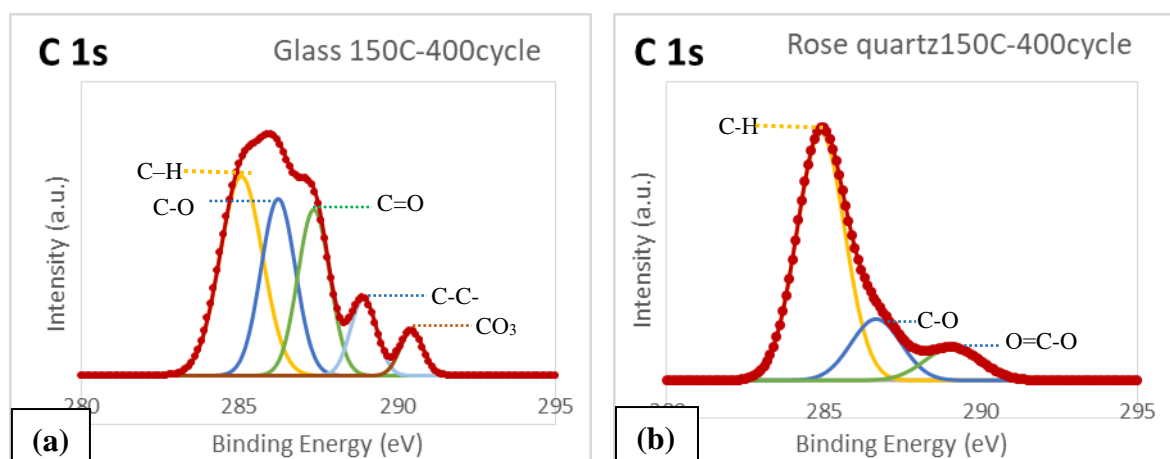 C 1s
Glass 150C-400cycle
C–H
C-O
C=O
C-C-
CO₃
Intensity (a.u.)
280
285
290
295
Binding Energy (eV)
(a)
C 1s
Rose quartz150C-400cycle
C-H
C-O
O=C-O
Intensity (a.u.)
285
290
295
Binding Energy (eV)
(b)